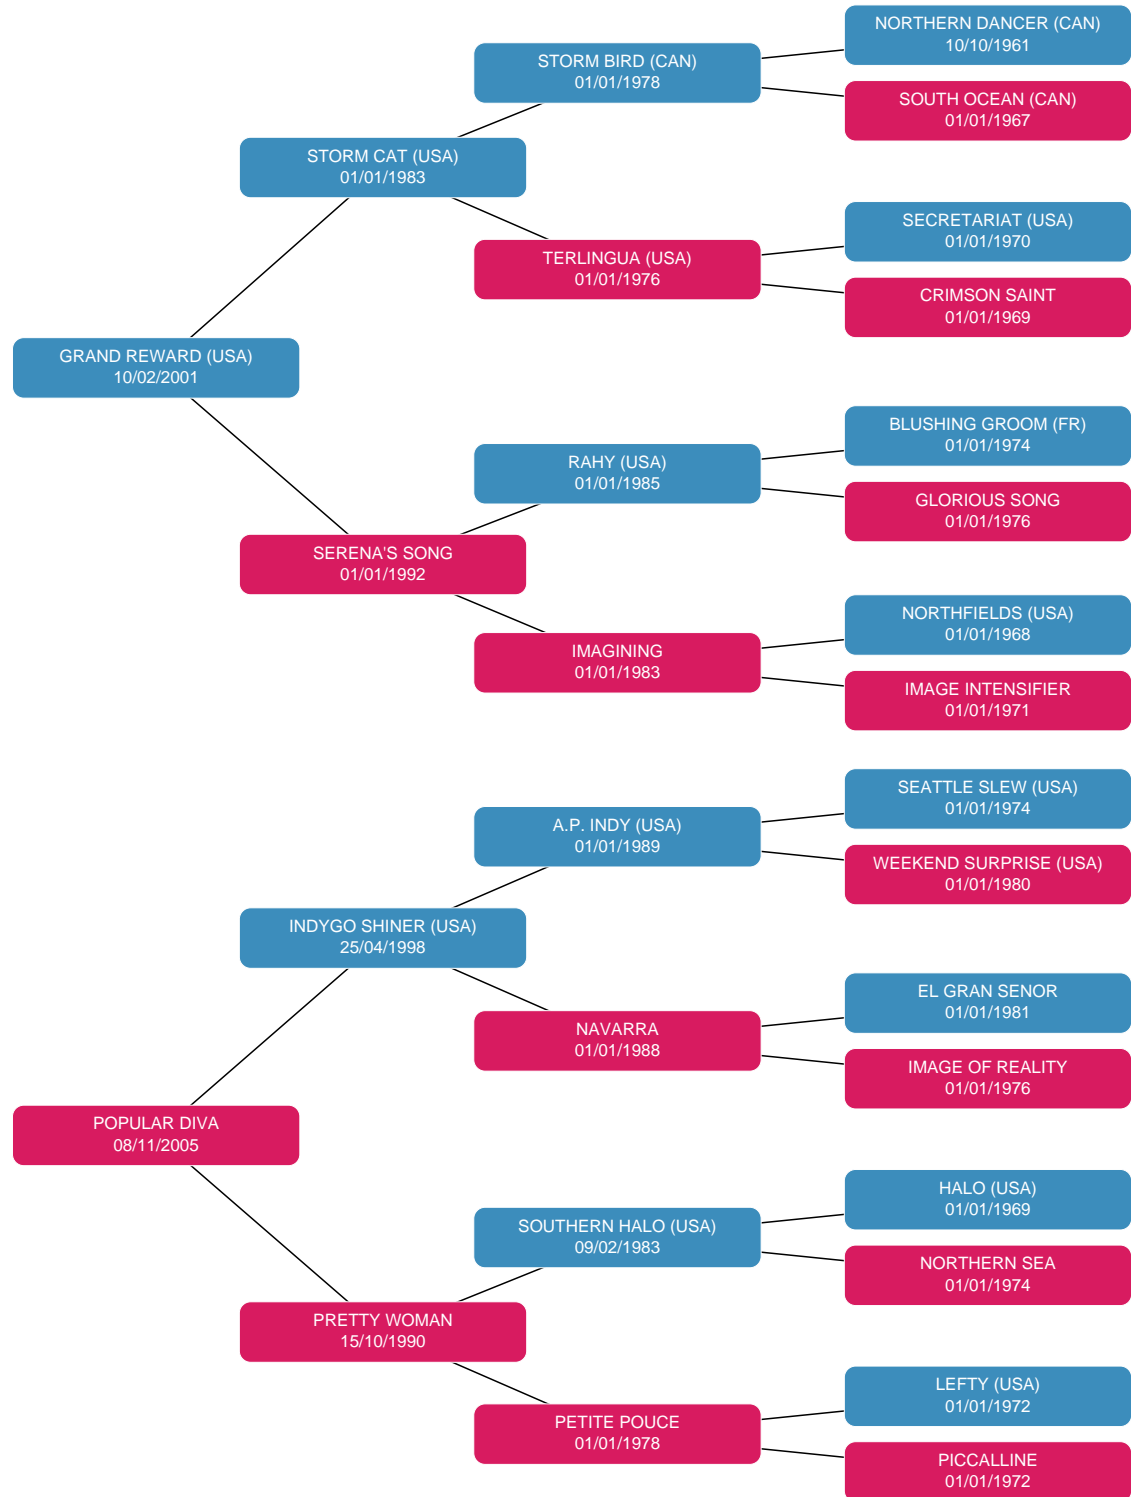 NORTHERN DANCER (CAN)
10/10/1961
STORM BIRD (CAN)
01/01/1978
SOUTH OCEAN (CAN)
01/01/1967
STORM CAT (USA)
01/01/1983
SECRETARIAT (USA)
01/01/1970
TERLINGUA (USA)
01/01/1976
CRIMSON SAINT
01/01/1969
GRAND REWARD (USA)
10/02/2001
BLUSHING GROOM (FR)
01/01/1974
RAHY (USA)
01/01/1985
GLORIOUS SONG
01/01/1976
SERENA'S SONG
01/01/1992
NORTHFIELDS (USA)
01/01/1968
IMAGINING
01/01/1983
IMAGE INTENSIFIER
01/01/1971
SEATTLE SLEW (USA)
01/01/1974
A.P. INDY (USA)
01/01/1989
WEEKEND SURPRISE (USA)
01/01/1980
INDYGO SHINER (USA)
25/04/1998
EL GRAN SENOR
01/01/1981
NAVARRA
01/01/1988
IMAGE OF REALITY
01/01/1976
POPULAR DIVA
08/11/2005
HALO (USA)
01/01/1969
SOUTHERN HALO (USA)
09/02/1983
NORTHERN SEA
01/01/1974
PRETTY WOMAN
15/10/1990
LEFTY (USA)
01/01/1972
PETITE POUCE
01/01/1978
PICCALLINE
01/01/1972